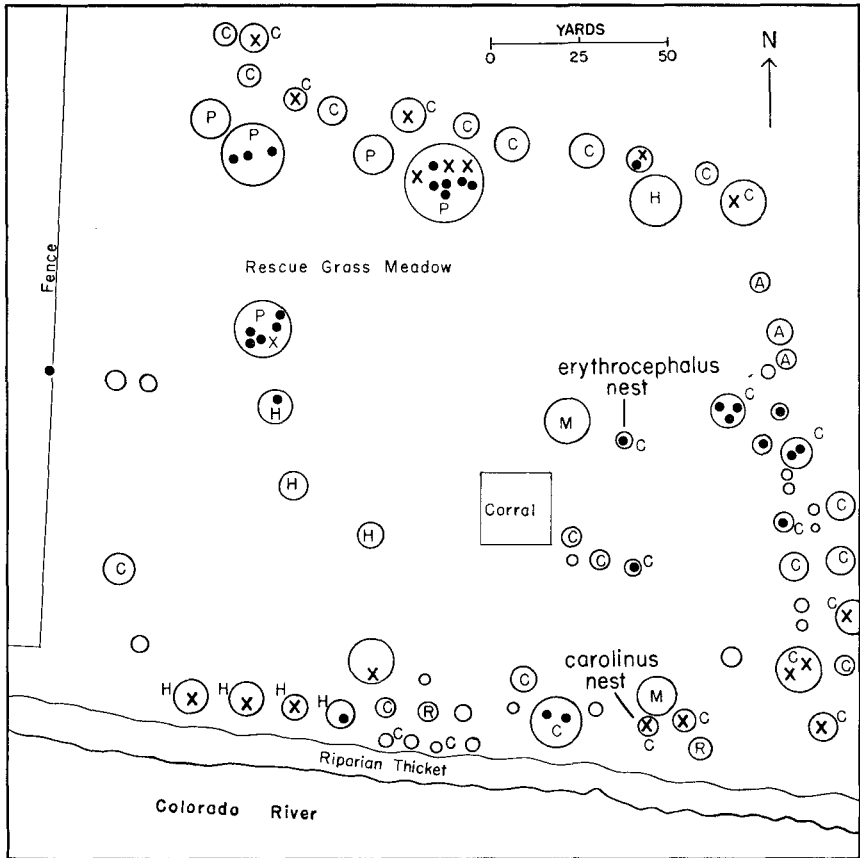 YARDS
0 25 50
N
C C
C
C C C C C C
P P P P
H C C
Rescue Grass Meadow
Fence
A
A
A
P
erythrocephalus
nest
C
H
M
C
C
H
Corral
C
C
H
C
C C
C C
C
C
carolinus
nest
C
C
C
H H H H
C R
C
M
C
C
C
R
C
C C
Riparian Thicket
Colorado River